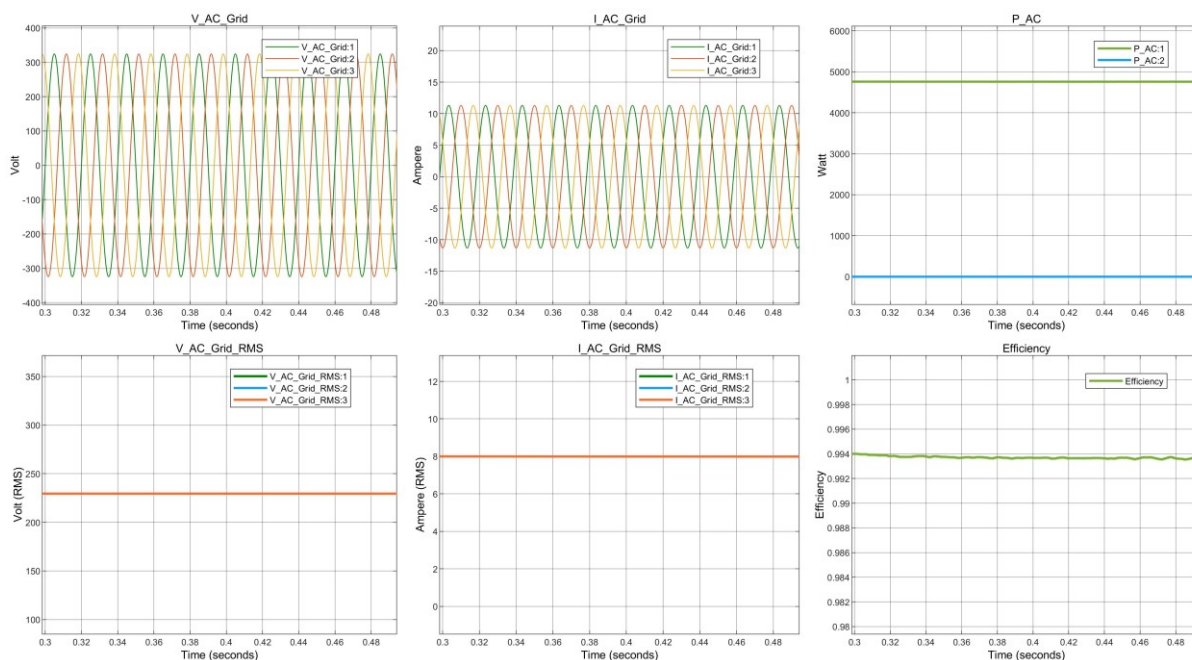 V_AC_Grid
400
300
200
100
0
-100
-200
-300
-400
Volt
V_AC_Grid:1
V_AC_Grid:2
V_AC_Grid:3
0.3 0.32 0.34 0.36 0.38 0.4 0.42 0.44 0.46 0.48
Time (seconds)
I_AC_Grid
20
15
10
5
0
-5
-10
-15
-20
Ampere
I_AC_Grid:1
I_AC_Grid:2
I_AC_Grid:3
0.3 0.32 0.34 0.36 0.38 0.4 0.42 0.44 0.46 0.48
Time (seconds)
P_AC
6000
5000
4000
3000
2000
1000
0
Watt
P_AC:1
P_AC:2
0.3 0.32 0.34 0.36 0.38 0.4 0.42 0.44 0.46 0.48
Time (seconds)
V_AC_Grid_RMS
350
300
250
200
150
100
Volt (RMS)
V_AC_Grid_RMS:1
V_AC_Grid_RMS:2
V_AC_Grid_RMS:3
0.3 0.32 0.34 0.36 0.38 0.4 0.42 0.44 0.46 0.48
Time (seconds)
I_AC_Grid_RMS
12
10
8
6
4
2
0
Ampere (RMS)
I_AC_Grid_RMS:1
I_AC_Grid_RMS:2
I_AC_Grid_RMS:3
0.3 0.32 0.34 0.36 0.38 0.4 0.42 0.44 0.46 0.48
Time (seconds)
Efficiency
1
0.998
0.996
0.994
0.992
0.99
0.988
0.986
0.984
0.982
0.98
Efficiency
Efficiency
0.3 0.32 0.34 0.36 0.38 0.4 0.42 0.44 0.46 0.48
Time (seconds)